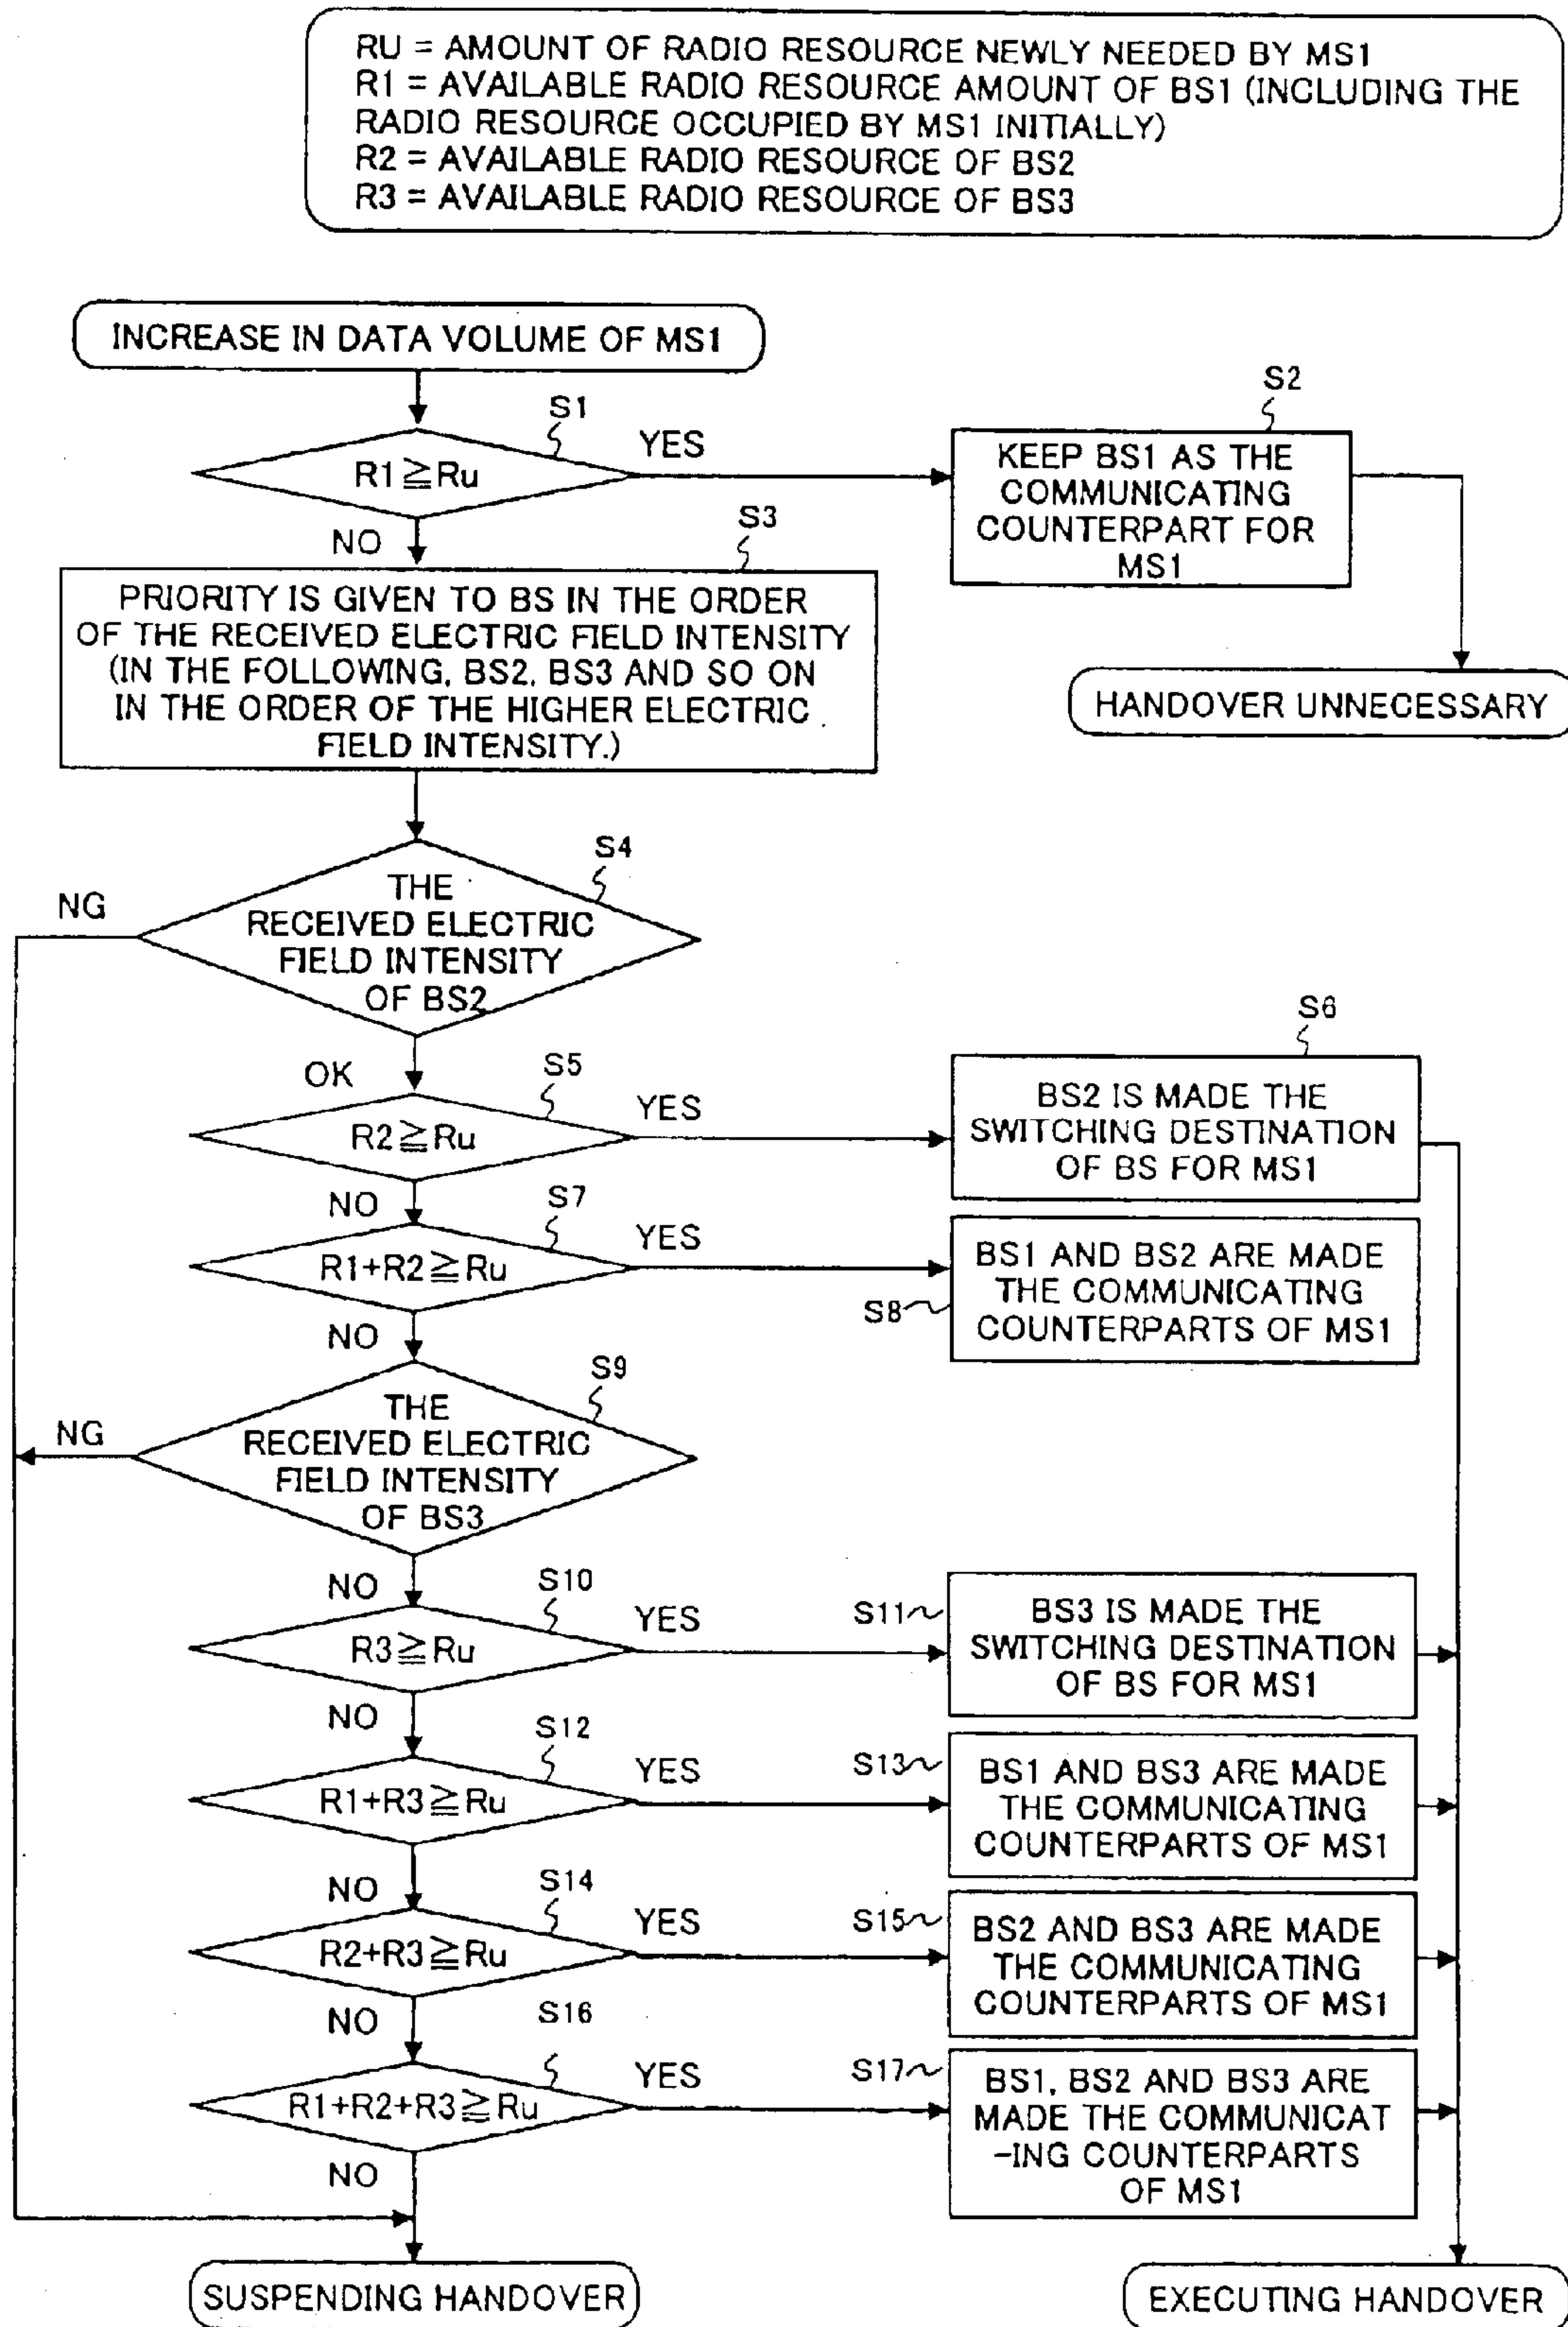 RU = AMOUNT OF RADIO RESOURCE NEWLY NEEDED BY MS1
R1 = AVAILABLE RADIO RESOURCE AMOUNT OF BS1 (INCLUDING THE
RADIO RESOURCE OCCUPIED BY MS1 INITIALLY)
R2 = AVAILABLE RADIO RESOURCE OF BS2
R3 = AVAILABLE RADIO RESOURCE OF BS3
INCREASE IN DATA VOLUME OF MS1
S1
R1≧Ru
YES
NO
S2
KEEP BS1 AS THE
COMMUNICATING
COUNTERPART FOR
MS1
HANDOVER UNNECESSARY
S3
PRIORITY IS GIVEN TO BS IN THE ORDER
OF THE RECEIVED ELECTRIC FIELD INTENSITY
(IN THE FOLLOWING, BS2, BS3 AND SO ON
IN THE ORDER OF THE HIGHER ELECTRIC
FIELD INTENSITY.)
S4
THE
RECEIVED ELECTRIC
FIELD INTENSITY
OF BS2
NG
OK
S5
R2≧Ru
YES
NO
S6
BS2 IS MADE THE
SWITCHING DESTINATION
OF BS FOR MS1
S7
R1+R2≧Ru
YES
NO
S8
BS1 AND BS2 ARE MADE
THE COMMUNICATING
COUNTERPARTS OF MS1
S9
THE
RECEIVED ELECTRIC
FIELD INTENSITY
OF BS3
NG
NO
S10
R3≧Ru
YES
NO
S11
BS3 IS MADE THE
SWITCHING DESTINATION
OF BS FOR MS1
S12
R1+R3≧Ru
YES
NO
S13
BS1 AND BS3 ARE MADE
THE COMMUNICATING
COUNTERPARTS OF MS1
S14
R2+R3≧Ru
YES
NO
S15
BS2 AND BS3 ARE MADE
THE COMMUNICATING
COUNTERPARTS OF MS1
S16
R1+R2+R3≧Ru
YES
NO
S17
BS1, BS2 AND BS3 ARE
MADE THE COMMUNICAT
-ING COUNTERPARTS
OF MS1
SUSPENDING HANDOVER
EXECUTING HANDOVER